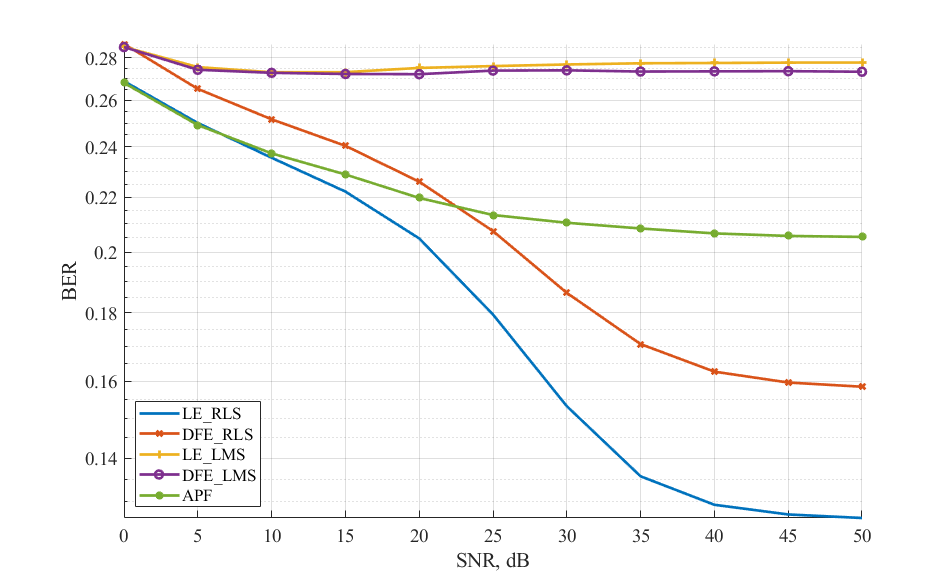 0.28
0.26
0.24
0.22
0.2
0.18
0.16
0.14
BER
LE_RLS
DFE_RLS
LE_LMS
DFE_LMS
APF
0 5 10 15 20 25 30 35 40 45 50
SNR, dB